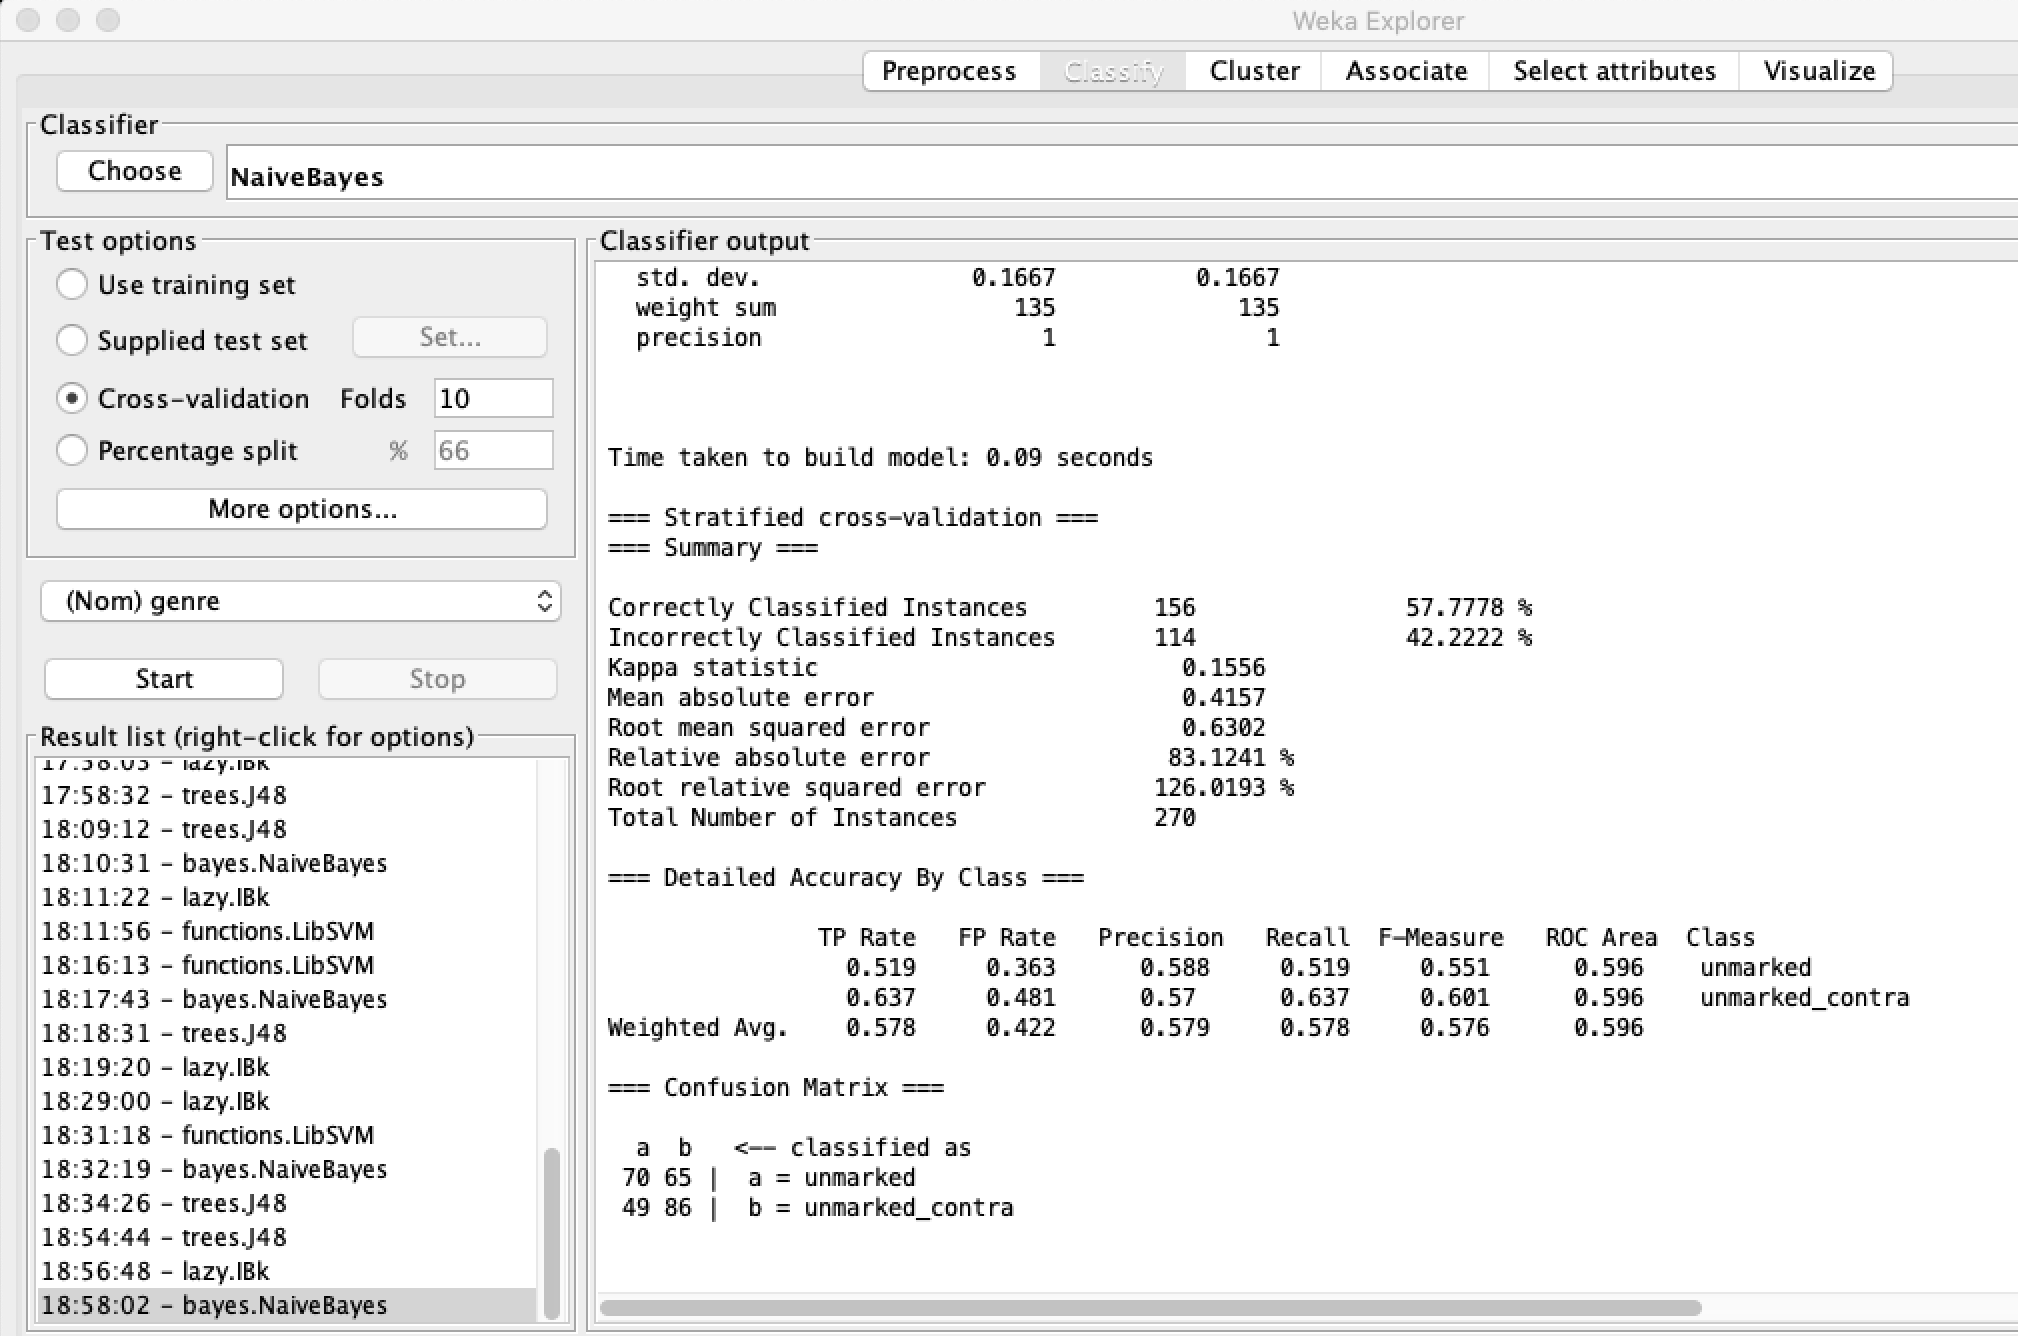 Weka Explorer
Preprocess Classify Cluster Associate Select attributes Visualize
Classifier
Choose NaiveBayes
Test options
Use training set
Supplied test set Set...
Cross-validation Folds 10
Percentage split % 66
More options...
(Nom) genre
Start Stop
Result list (right-click for options)
17:58:03 - lazy.IBk
17:58:32 - trees.J48
18:09:12 - trees.J48
18:10:31 - bayes.NaiveBayes
18:11:22 - lazy.IBk
18:11:56 - functions.LibSVM
18:16:13 - functions.LibSVM
18:17:43 - bayes.NaiveBayes
18:18:31 - trees.J48
18:19:20 - lazy.IBk
18:29:00 - lazy.IBk
18:31:18 - functions.LibSVM
18:32:19 - bayes.NaiveBayes
18:34:26 - trees.J48
18:54:44 - trees.J48
18:56:48 - lazy.IBk
18:58:02 - bayes.NaiveBayes
Classifier output
std. dev. 0.1667 0.1667
weight sum 135 135
precision 1 1
Time taken to build model: 0.09 seconds
=== Stratified cross-validation ===
=== Summary ===
Correctly Classified Instances 156 57.7778 %
Incorrectly Classified Instances 114 42.2222 %
Kappa statistic 0.1556
Mean absolute error 0.4157
Root mean squared error 0.6302
Relative absolute error 83.1241 %
Root relative squared error 126.0193 %
Total Number of Instances 270
=== Detailed Accuracy By Class ===
TP Rate FP Rate Precision Recall F-Measure ROC Area Class
0.519 0.363 0.588 0.519 0.551 0.596 unmarked
0.637 0.481 0.57 0.637 0.601 0.596 unmarked_contra
Weighted Avg. 0.578 0.422 0.579 0.578 0.576 0.596
=== Confusion Matrix ===
a b <-- classified as
70 65 | a = unmarked
49 86 | b = unmarked_contra